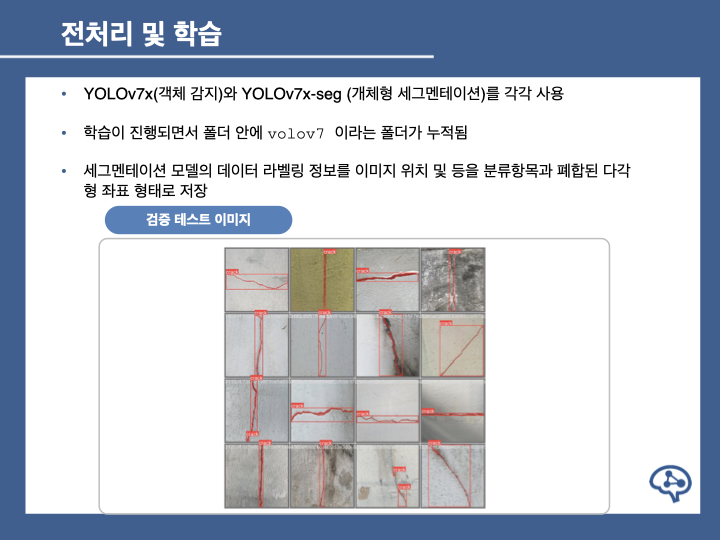 전처리 및 학습
• YOLOv7x(객체 감지)와 YOLOv7x-seg (개체형 세그멘테이션)를 각각 사용
• 학습이 진행되면서 폴더 안에 volov7 이라는 폴더가 누적됨
• 세그멘테이션 모델의 데이터 라벨링 정보를 이미지 위치 및 등을 분류항목과 폐합된 다각
형 좌표 형태로 저장
검증 테스트 이미지